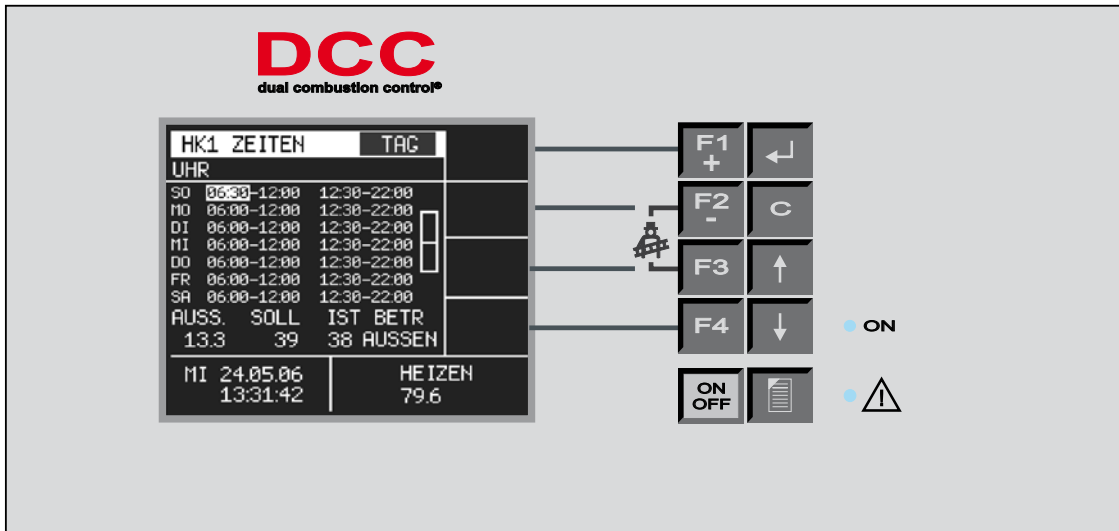 DCC
dual combustion control®
HK1 ZEITEN TAG
UHR
SO 06:30-12:00 12:30-22:00
MO 06:00-12:00 12:30-22:00
DI 06:00-12:00 12:30-22:00
MI 06:00-12:00 12:30-22:00
DO 06:00-12:00 12:30-22:00
FR 06:00-12:00 12:30-22:00
SA 06:00-12:00 12:30-22:00
AUSS. SOLL IST BETR
13.3 39 38 AUSSEN
MI 24.05.06 HEIZEN
13:31:42 79.6
F1
+
F2
-
C
F3
F4
ON
ON
OFF